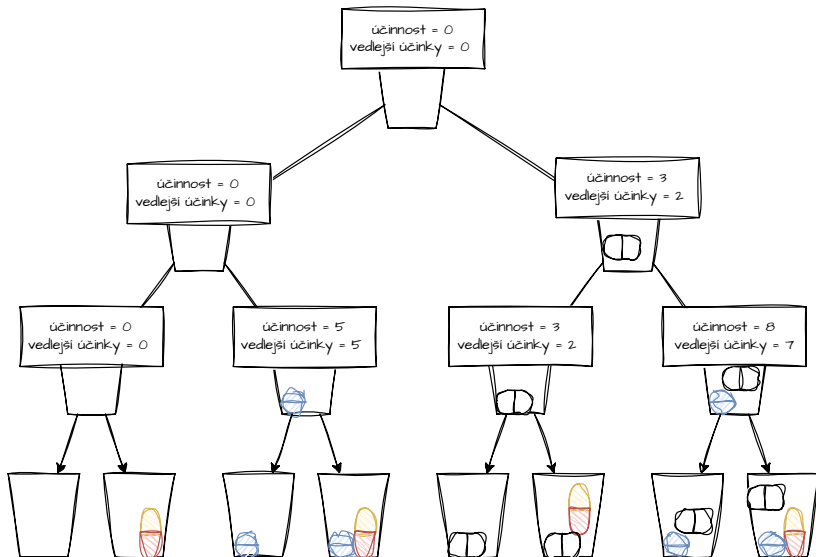 účinnost = 0
vedlejší účinky = 0
účinnost = 0
vedlejší účinky = 0
účinnost = 3
vedlejší účinky = 2
účinnost = 0
vedlejší účinky = 0
účinnost = 5
vedlejší účinky = 5
účinnost = 3
vedlejší účinky = 2
účinnost = 8
vedlejší účinky = 7